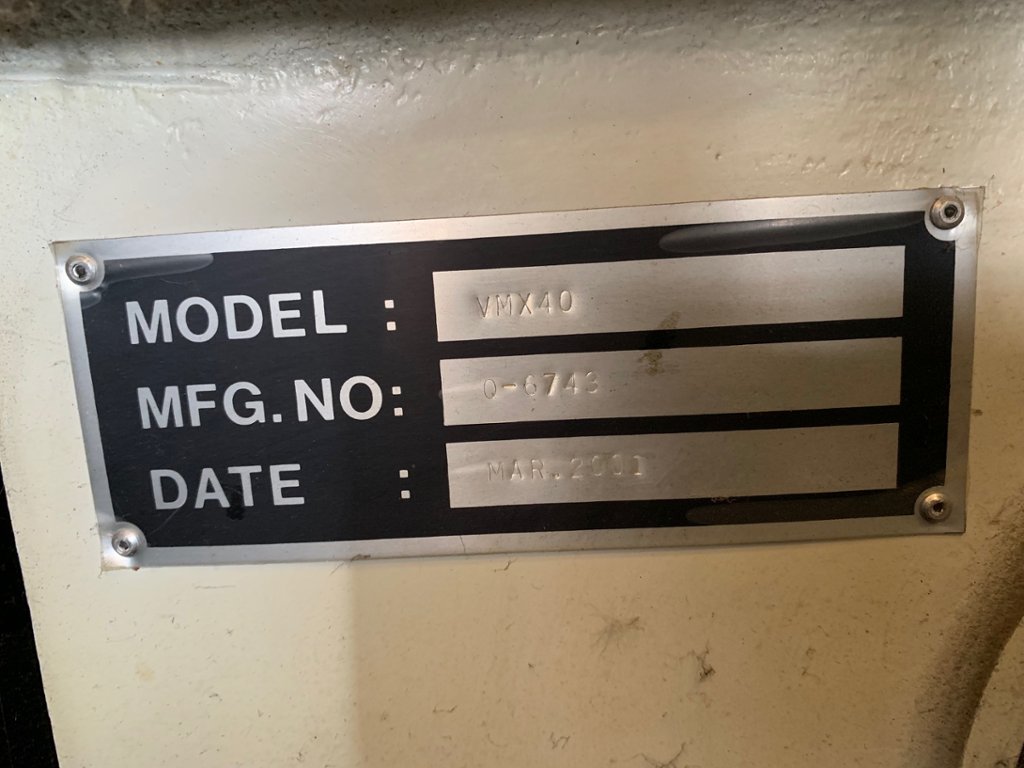 MODEL : VMX40
MFG.NO: 0-6743
DATE : MAR.2001